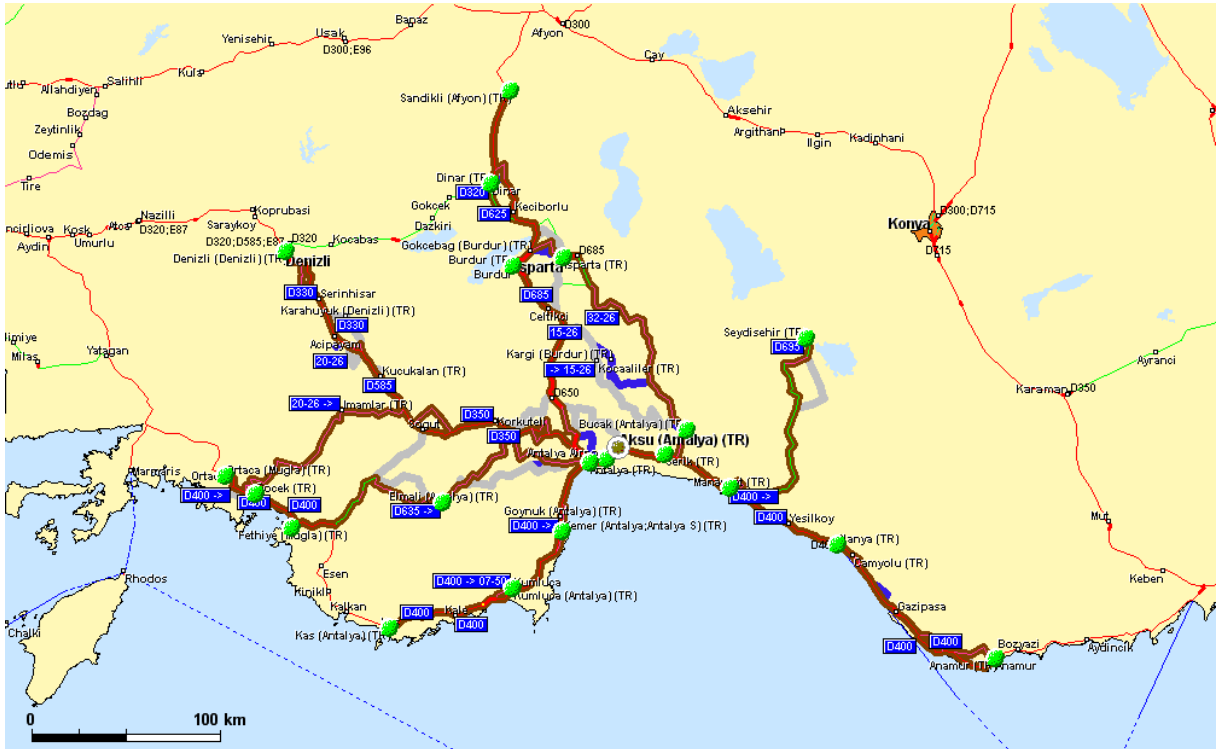 D300
Afyon
Banaz
Usak
D300;E96
Yenisehir
Cay
Kula
Salihli
Allahdiyen
Sandikli (Afyon) (TR)
Bozdag
Zeytinlik
Odemis
Tire
Aksehir
Argithani
Ilgin
Kadinhani
Dinar (TR)
D320
Dinar
Keciborlu
Gokcek
Dazkiri
D625
Koprubasi
Nazilli
D320;E87
Saraykoy
Kosk
Umurlu
Aydin
D320;D585;E87
D320
Kocabas
Denizli (Denizli) (TR)
Denizli
Gokcebag (Burdur) (TR)
D685
Burdur (TR)
Burdur
Isparta (TR)
Konya
D300;D715
D715
D330
Serinhisar
Karahuyuk (Denizli) (TR)
D330
Acipayam
20-26
D685
Celtikci
15-26
32-26
Seydisehir (TR)
D695
Milas
Yatagan
Kargi (Burdur) (TR)
Kocaaliler (TR)
-> 15-26
Kucukalan (TR)
D585
D650
Ayranci
Karaman
D350
20-26 ->
Imamlar (TR)
Sogut
D350
Korkuteli
D350
Bucak (Antalya) (TR)
Aksu (Antalya) (TR)
Antalya (TR)
Serik (TR)
Marmaris
Ortaca (Mugla) (TR)
D400 ->
D400
D400
Fethiye (Mugla) (TR)
Elmali (Antalya) (TR)
D635 ->
Goynuk (Antalya) (TR)
D400 ->
Kemer (Antalya;Antalya S) (TR)
D400 ->
D400
Yesilkoy
Mut
Alanya (TR)
Camyolu (TR)
Esen
Kinikli
Kalkan
D400 -> 07-50
Kumluca
Kumluca (Antalya) (TR)
Rhodos
Chalki
Keben
D400
Kale
D400
Kas (Antalya) (TR)
Gazipasa
D400
D400
Bozyazi
Aydincik
Anamur (TR)
Anamur
0
100 km